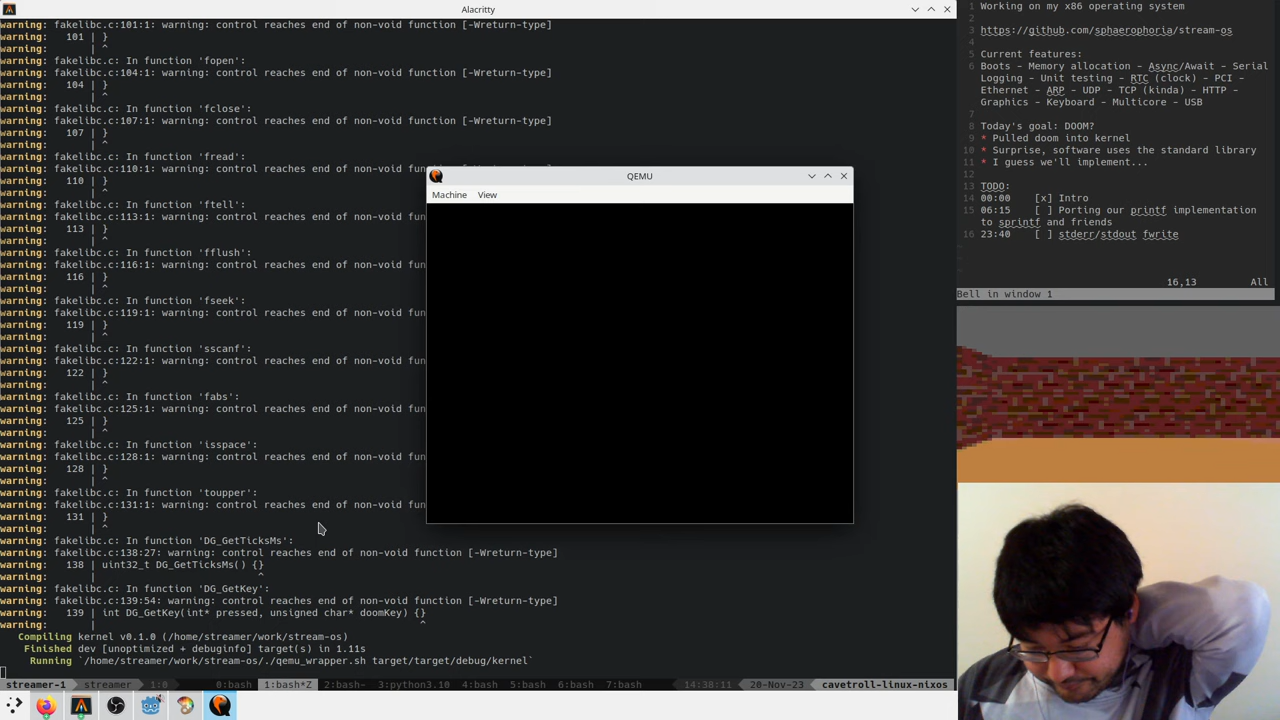 Alacritty
warning: fakelibc.c:101:1: warning: control reaches end of non-void function [-Wreturn-type]
warning:   101 | }
warning:       | ^
warning: fakelibc.c: In function 'fopen':
warning: fakelibc.c:104:1: warning: control reaches end of non-void function [-Wreturn-type]
warning:   104 | }
warning:       | ^
warning: fakelibc.c: In function 'fclose':
warning: fakelibc.c:107:1: warning: control reaches end of non-void function [-Wreturn-type]
warning:   107 | }
warning:       | ^
warning: fakelibc.c: In function 'fread':
warning: fakelibc.c:110:1: warning: control reaches end of non-void fun
warning:   110 | }
warning:       | ^
warning: fakelibc.c: In function 'ftell':
warning: fakelibc.c:113:1: warning: control reaches end of non-void fun
warning:   113 | }
warning:       | ^
warning: fakelibc.c: In function 'fflush':
warning: fakelibc.c:116:1: warning: control reaches end of non-void fun
warning:   116 | }
warning:       | ^
warning: fakelibc.c: In function 'fseek':
warning: fakelibc.c:119:1: warning: control reaches end of non-void fun
warning:   119 | }
warning:       | ^
warning: fakelibc.c: In function 'sscanf':
warning: fakelibc.c:122:1: warning: control reaches end of non-void fun
warning:   122 | }
warning:       | ^
warning: fakelibc.c: In function 'fabs':
warning: fakelibc.c:125:1: warning: control reaches end of non-void fun
warning:   125 | }
warning:       | ^
warning: fakelibc.c: In function 'isspace':
warning: fakelibc.c:128:1: warning: control reaches end of non-void fun
warning:   128 | }
warning:       | ^
warning: fakelibc.c: In function 'toupper':
warning: fakelibc.c:131:1: warning: control reaches end of non-void fun
warning:   131 | }
warning:       | ^
warning: fakelibc.c: In function 'DG_GetTicksMs':
warning: fakelibc.c:138:27: warning: control reaches end of non-void function [-Wreturn-type]
warning:   138 | uint32_t DG_GetTicksMs() {}
warning:       |                           ^
warning: fakelibc.c: In function 'DG_GetKey':
warning: fakelibc.c:139:54: warning: control reaches end of non-void function [-Wreturn-type]
warning:   139 | int DG_GetKey(int* pressed, unsigned char* doomKey) {}
warning:       |                                                      ^
Compiling kernel v0.1.0 (/home/streamer/work/stream-os)
Finished dev [unoptimized + debuginfo] target(s) in 1.11s
Running `/home/streamer/work/stream-os/./qemu_wrapper.sh target/target/debug/kernel`
streamer-1 streamer 1:0 0:bash 1:bash*Z 2:bash- 3:python3.10 4:bash 5:bash 6:bash 7:bash 14:38:11 20-Nov-23 cavetroll-linux-nixos
QEMU
Machine View
1 Working on my x86 operating system
2
3 https://github.com/sphaerophoria/stream-os
4
5 Current features:
6 Boots - Memory allocation - Async/Await - Serial
Logging - Unit testing - RTC (clock) - PCI -
Ethernet - ARP - UDP - TCP (kinda) - HTTP -
Graphics - Keyboard - Multicore - USB
7
8 Today's goal: DOOM?
9 * Pulled doom into kernel
10 * Surprise, software uses the standard library
11 * I guess we'll implement...
12
13 TODO:
14 00:00 [x] Intro
15 06:15 [ ] Porting our printf implementation
to sprintf and friends
16 23:40 [ ] stderr/stdout fwrite
~
~
16,13 All
Bell in window 1